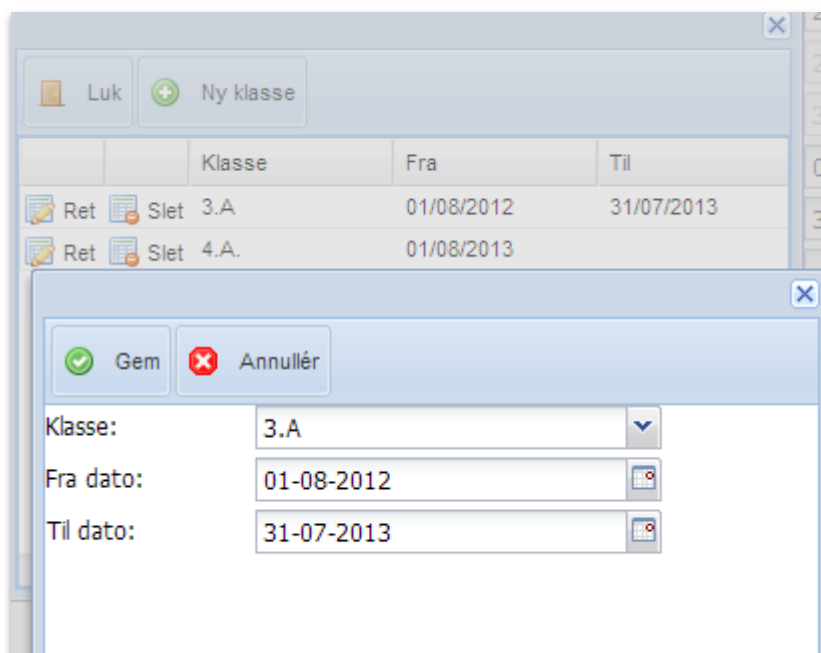 Luk Ny klasse
Klasse Fra Til
Ret Slet 3.A 01/08/2012 31/07/2013
Ret Slet 4.A. 01/08/2013
Gem Annullér
Klasse: 3.A
Fra dato: 01-08-2012
Til dato: 31-07-2013